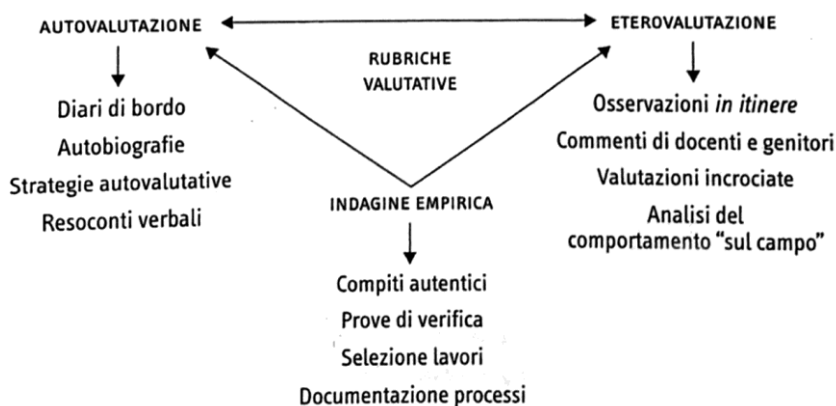 AUTOVALUTAZIONE
ETEROVALUTAZIONE
RUBRICHE
VALUTATIVE
Diari di bordo
Autobiografie
Strategie autovalutative
Resoconti verbali
Osservazioni in itinere
Commenti di docenti e genitori
Valutazioni incrociate
Analisi del
comportamento “sul campo”
INDAGINE EMPIRICA
Compiti autentici
Prove di verifica
Selezione lavori
Documentazione processi